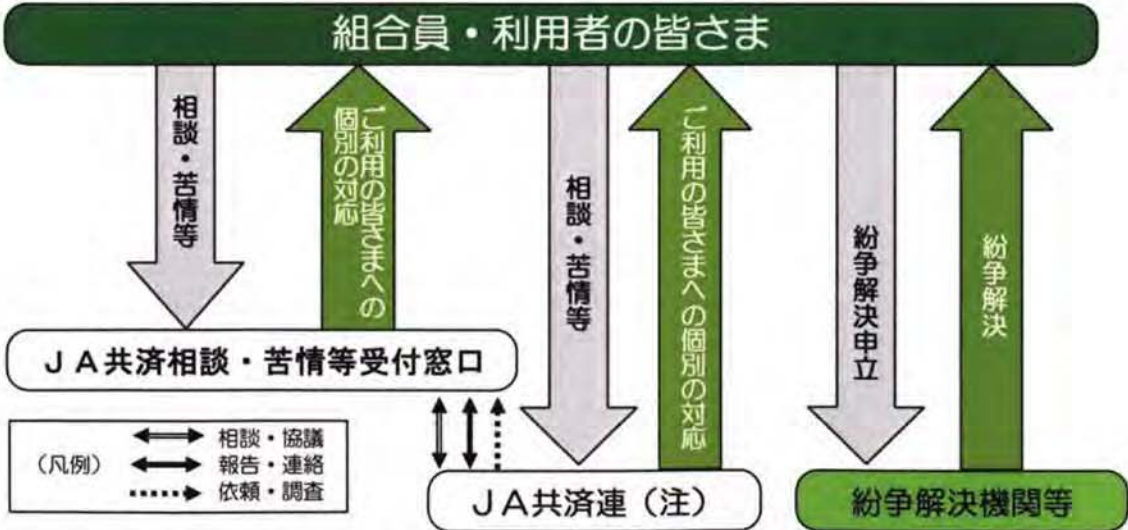 組合員・利用者の皆さま
相談・苦情等
ご利用の皆さまへの
個別の対応
相談・苦情等
ご利用の皆さまへの個別の対応
紛争解決申立
紛争解決
JA共済相談・苦情等受付窓口
(凡例)
相談・協議
報告・連絡
依頼・調査
JA共済連(注)
紛争解決機関等